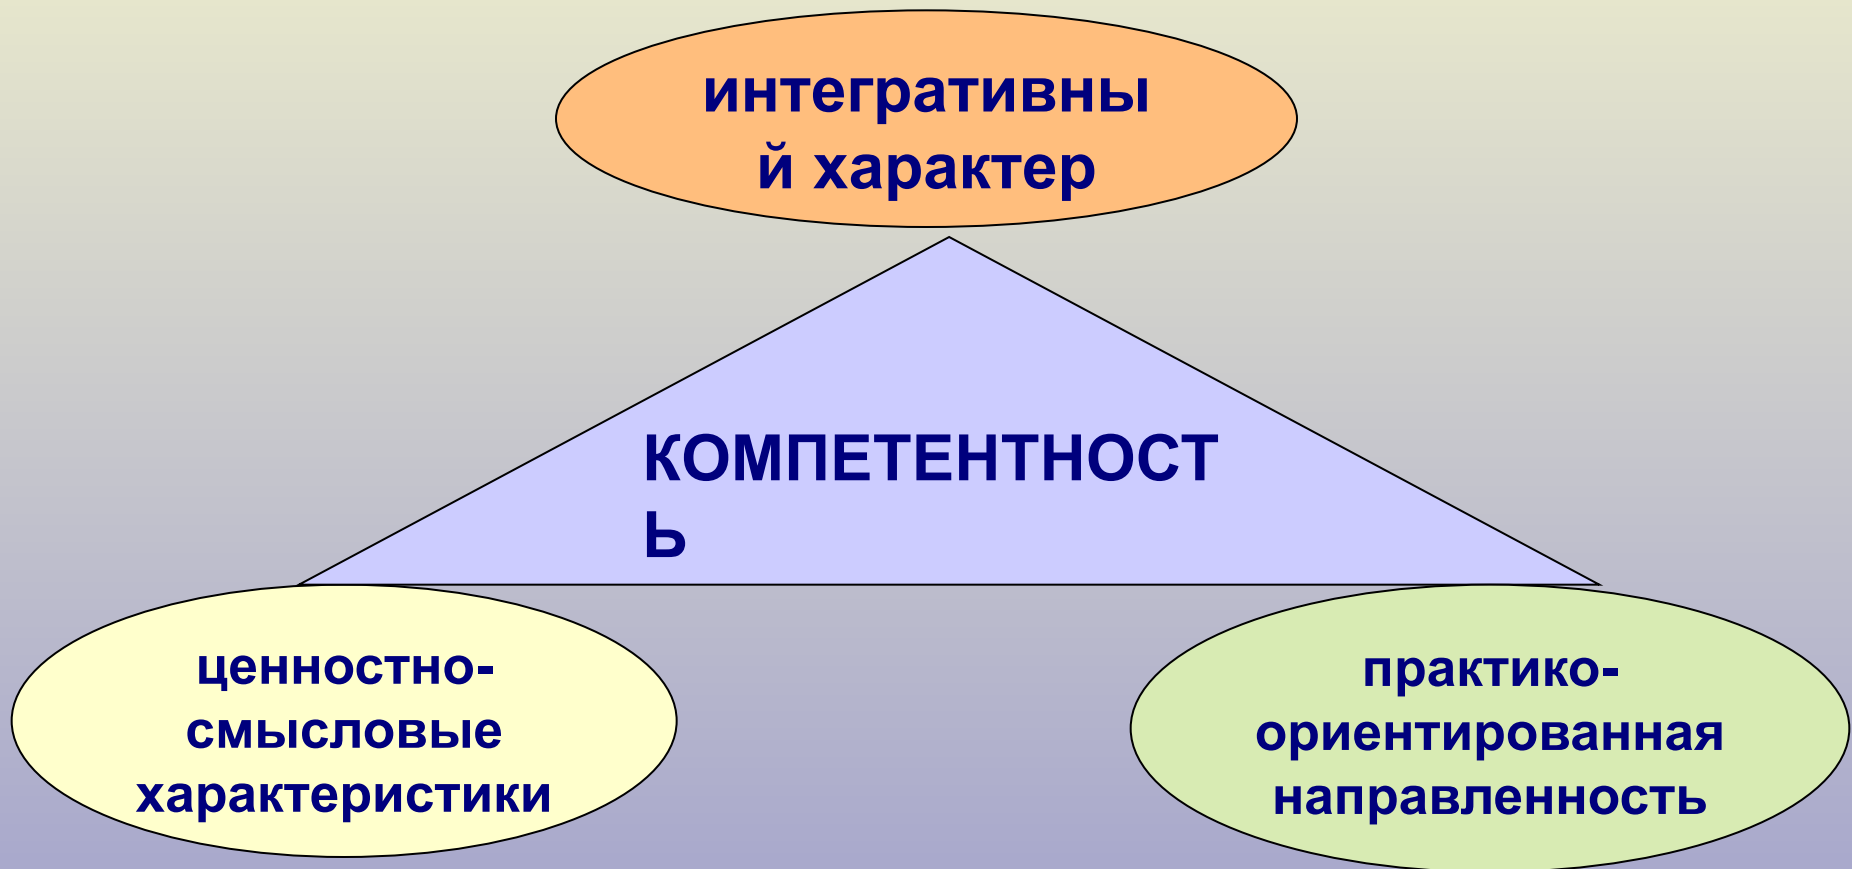 интегративны
й характер
КОМПЕТЕНТНОСТ
Ь
ценностно-
смысловые
характеристики
практико-
ориентированная
направленность